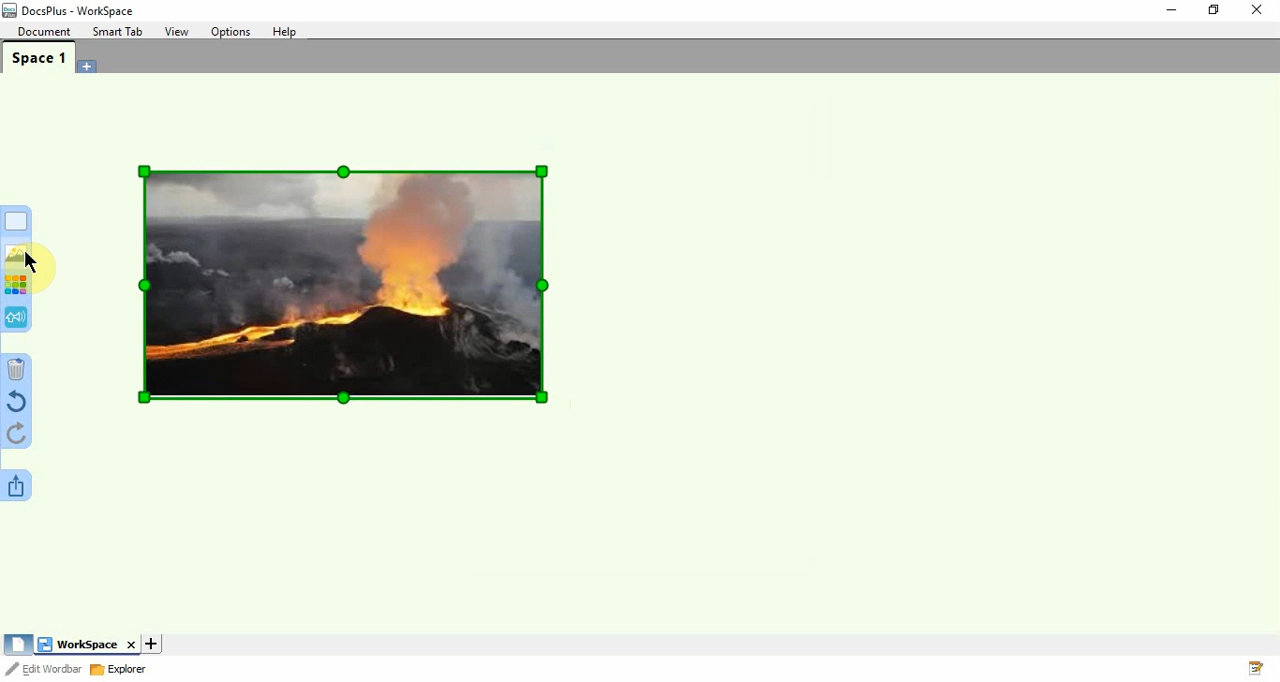 DocsPlus - WorkSpace
Document Smart Tab View Options Help
Space 1 +
WorkSpace × +
Edit Wordbar Explorer